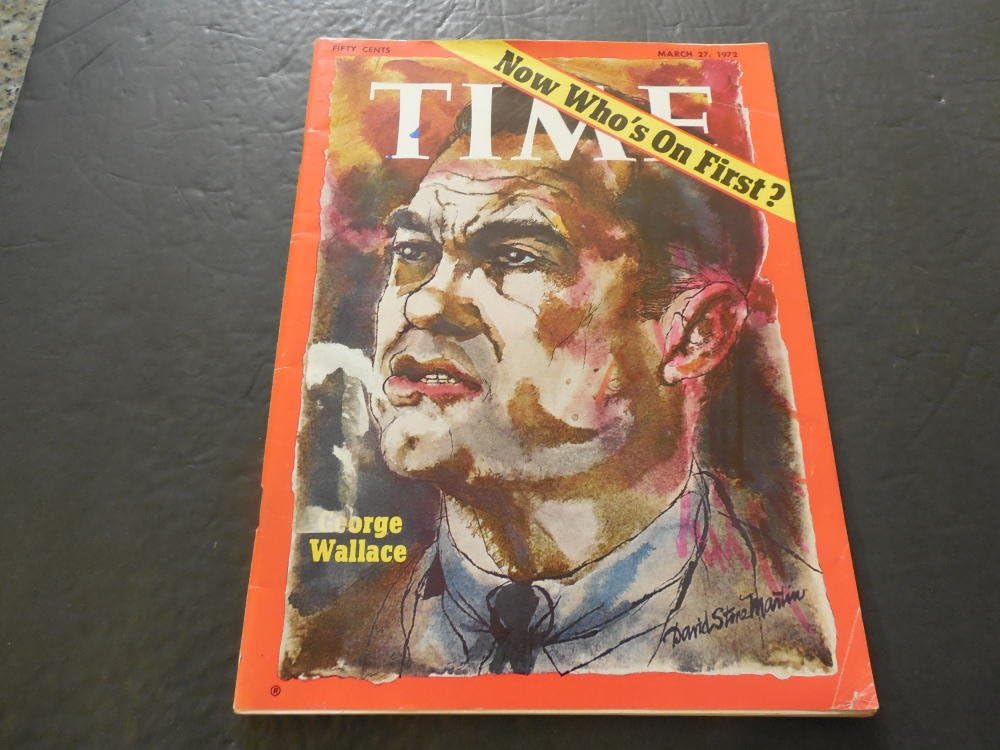 FIFTY CENTS
MARCH 27, 1972
TIME
Now Who's On First?
George
Wallace
David Stone Martin
®